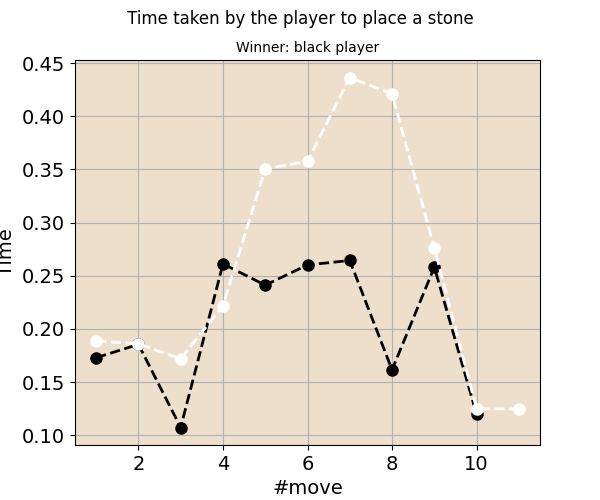 Time taken by the player to place a stone
Winner: black player
0.45
0.40
0.35
0.30
0.25
0.20
0.15
0.10
Time
2 4 6 8 10
#move